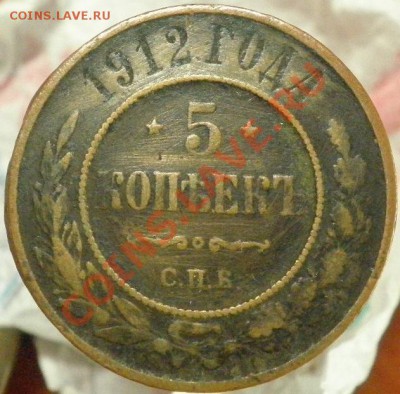 COINS.LAVE.RU
1912 ГОДА
5
КОПѢЕКЪ
С.П.Б.
COINS.LAVE.RU